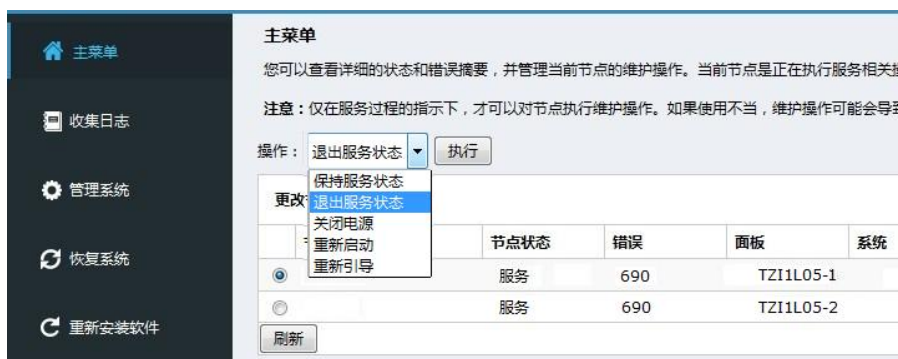 主菜单
收集日志
管理系统
恢复系统
重新安装软件
主菜单
您可以查看详细的状态和错误摘要，并管理当前节点的维护操作。当前节点是正在执行服务相关
注意：仅在服务过程的指示下，才可以对节点执行维护操作。如果使用不当，维护操作可能会导
操作： 退出服务状态 执行
保持服务状态
退出服务状态
关闭电源
重新启动
重新引导
更改
节点状态 错误 面板 系统
服务 690 TZI1L05-1
服务 690 TZI1L05-2
刷新